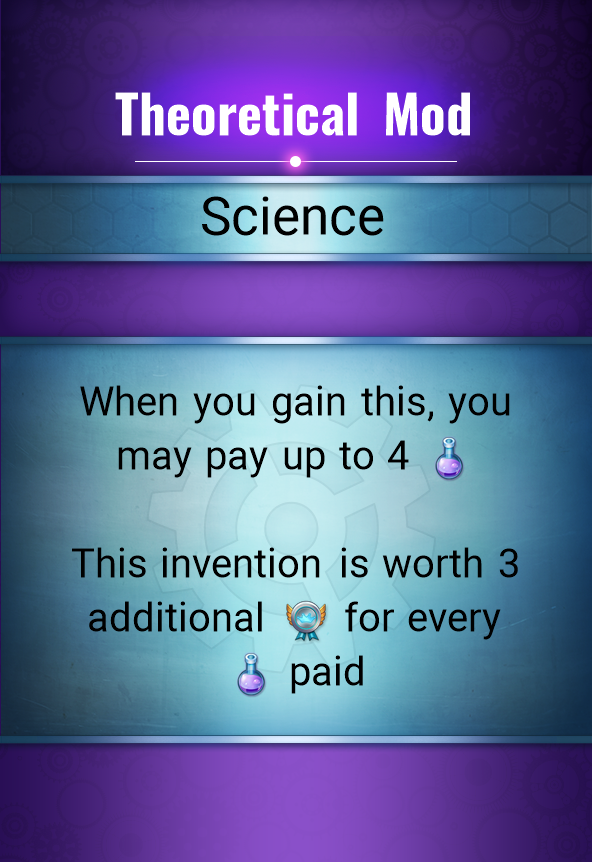 Theoretical Mod
Science
When you gain this, you
may pay up to 4
This invention is worth 3
additional for every
paid